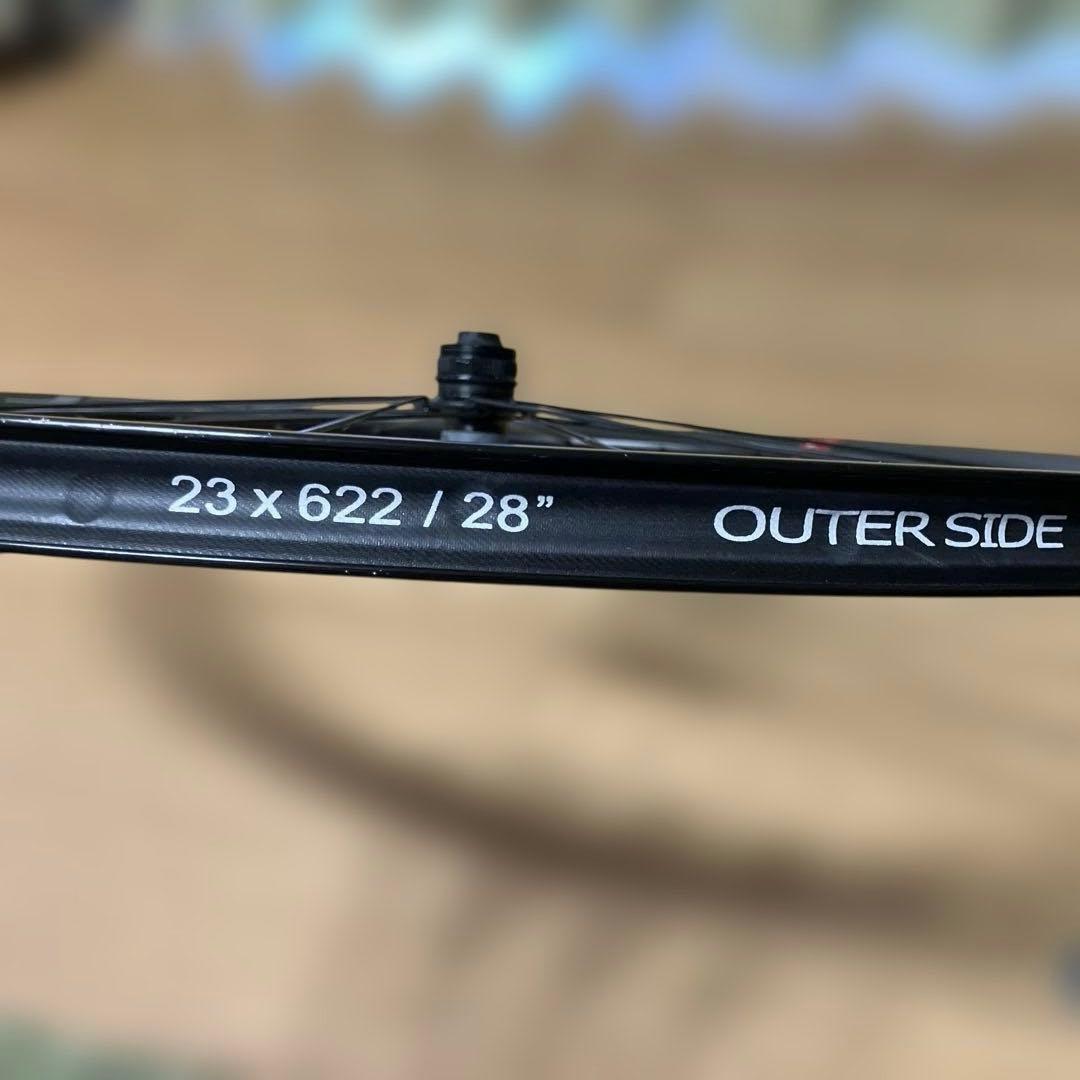 23 x 622 / 28” OUTER SIDE